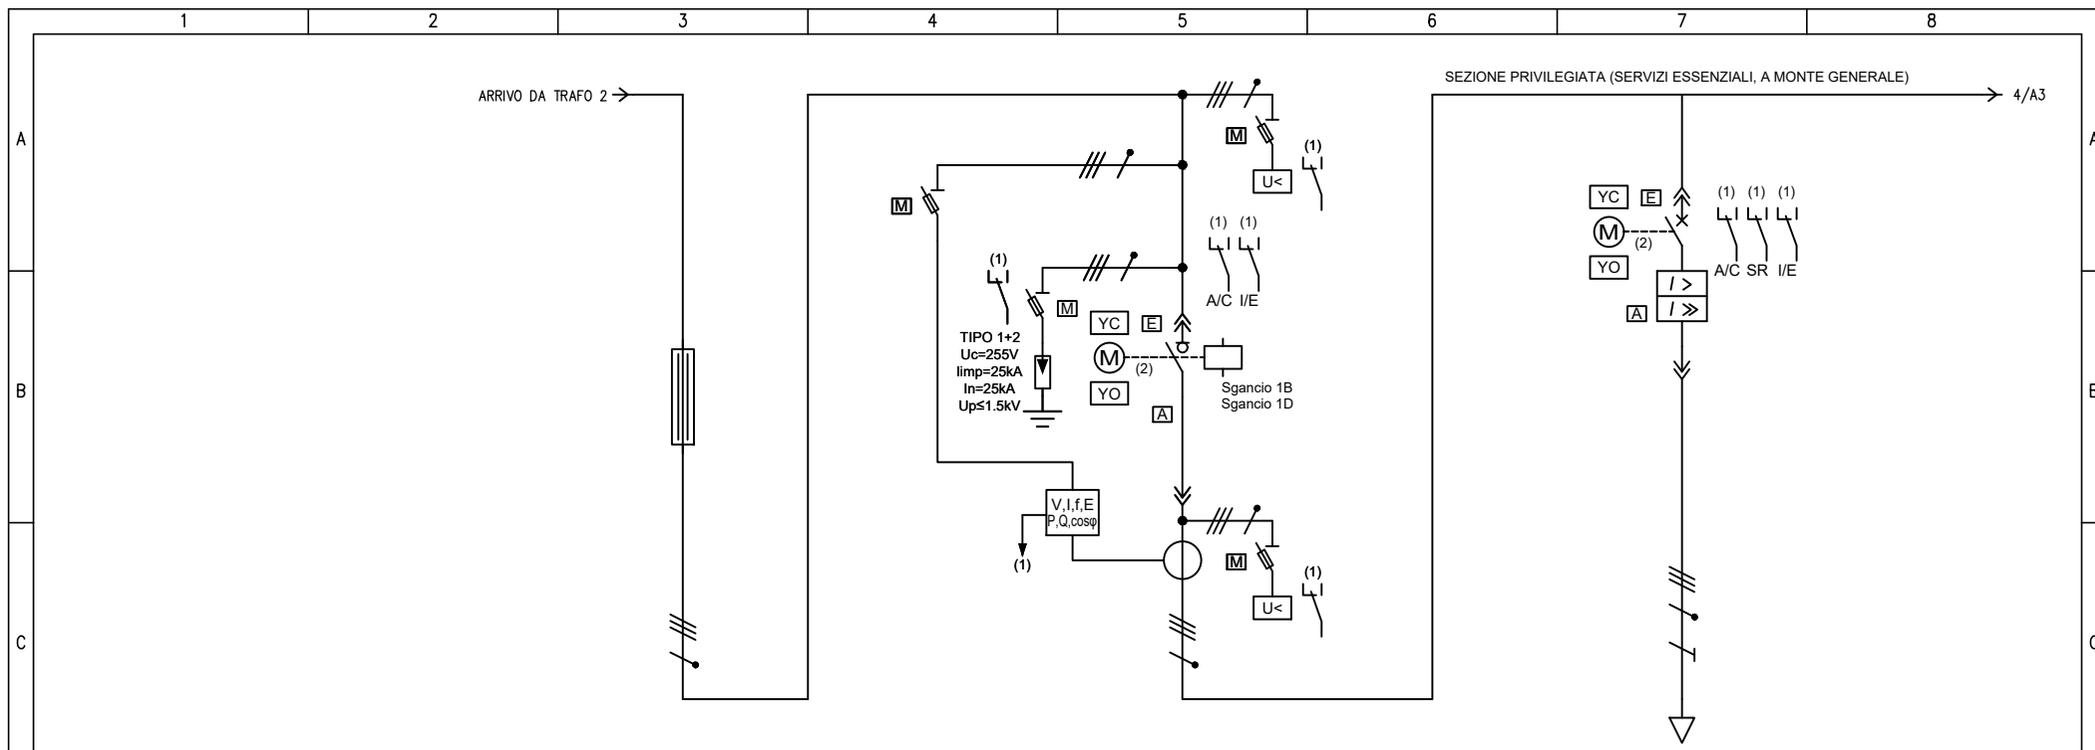 1 2 3 4 5 6 7 8
SEZIONE PRIVILEGIATA (SERVIZI ESSENZIALI, A MONTE GENERALE)
ARRIVO DA TRAFO 2
4/A3
A
A
M
(1)
U<
M
YC
E
(1) (1) (1)
M
(2)
YO
A/C SR I/E
I >
I >>
A
(1) (1)
A/C I/E
(1)
M
TIPO 1+2
Uc=255V
Iimp=25kA
In=25kA
Up≤1.5kV
YC
E
M
(2)
YO
A
Sgancio 1B
Sgancio 1D
B
B
V,I,f,E
P,Q,cosφ
(1)
M
(1)
U<
C
C